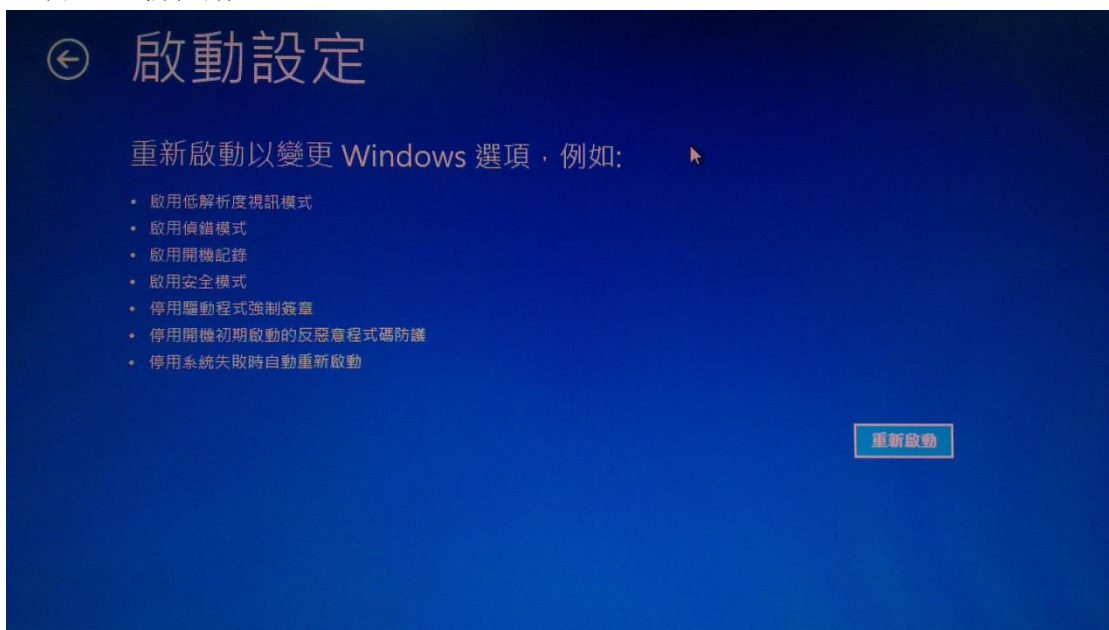 啟動設定
重新啟動以變更 Windows 選項，例如:
• 啟用低解析度視訊模式
• 啟用偵錯模式
• 啟用開機記錄
• 啟用安全模式
• 停用驅動程式強制簽章
• 停用開機初期啟動的反惡意程式碼防護
• 停用系統失敗時自動重新啟動
重新啟動